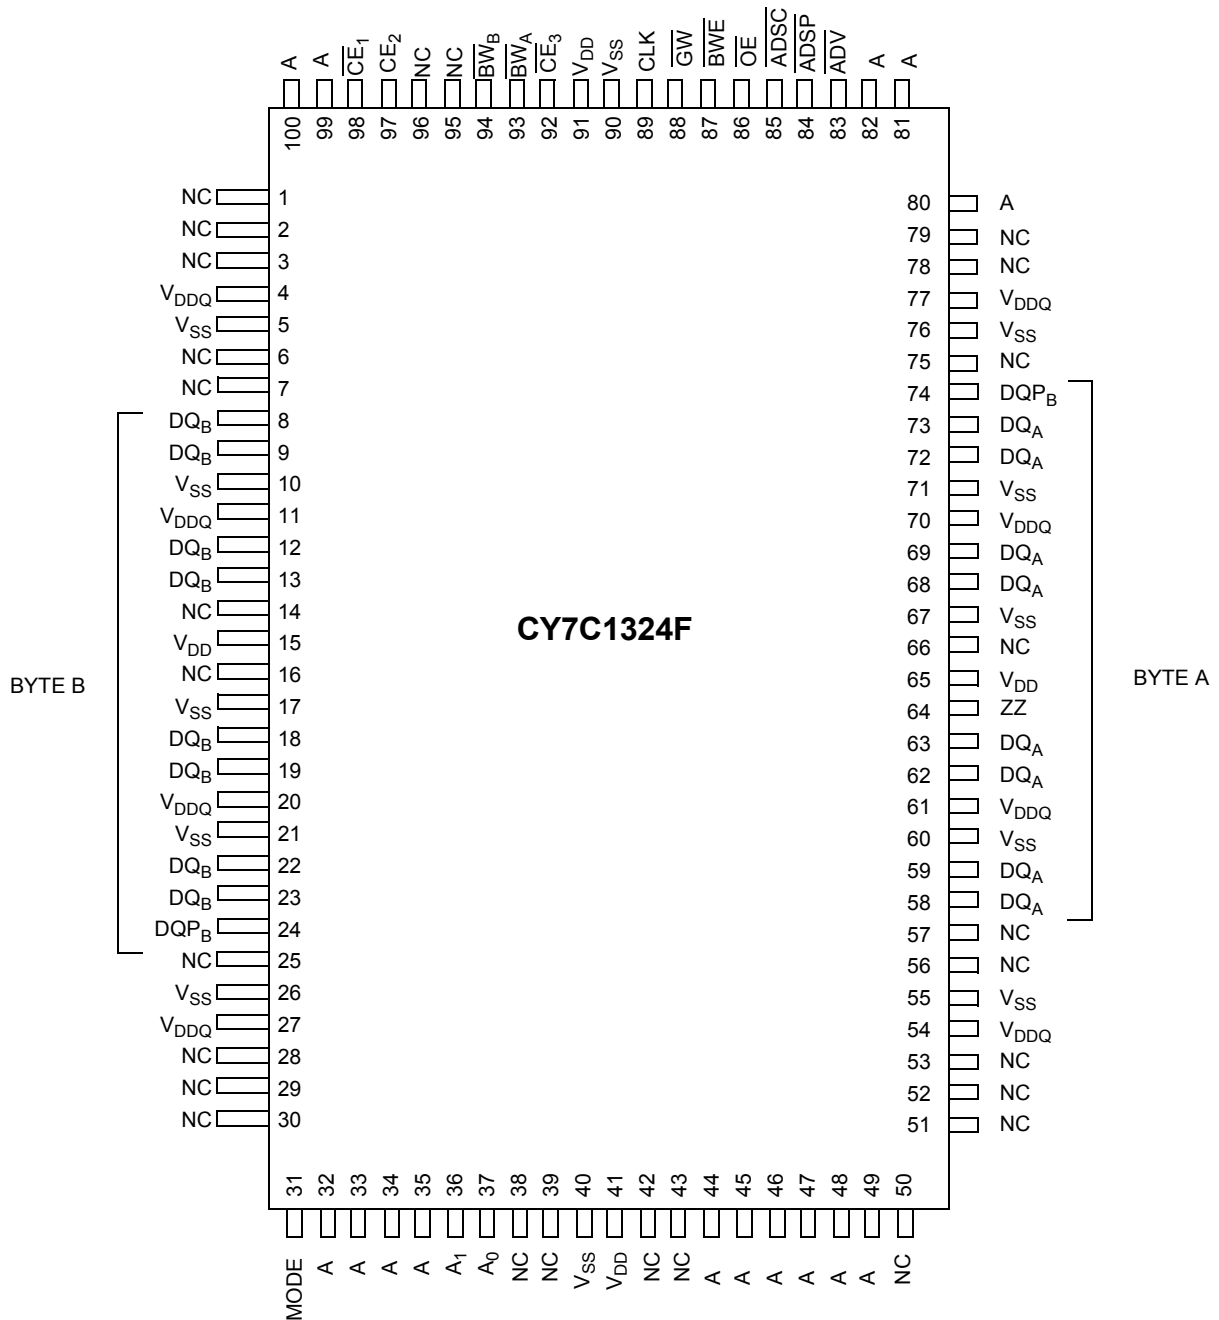 A A CE1 CE2 NC NC BWB BWA CE3 VDD VSS CLK GW BWE OE ADSC ADSP ADV A A
100 99 98 97 96 95 94 93 92 91 90 89 88 87 86 85 84 83 82 81
NC 1
NC 2
NC 3
VDDQ 4
VSS 5
NC 6
NC 7
DQB 8
DQB 9
VSS 10
VDDQ 11
DQB 12
DQB 13
NC 14
VDD 15
NC 16
VSS 17
DQB 18
DQB 19
VDDQ 20
VSS 21
DQB 22
DQB 23
DQPB 24
NC 25
VSS 26
VDDQ 27
NC 28
NC 29
NC 30
BYTE B
CY7C1324F
80 A
79 NC
78 NC
77 VDDQ
76 VSS
75 NC
74 DQPB
73 DQA
72 DQA
71 VSS
70 VDDQ
69 DQA
68 DQA
67 VSS
66 NC
65 VDD
64 ZZ
63 DQA
62 DQA
61 VDDQ
60 VSS
59 DQA
58 DQA
57 NC
56 NC
55 VSS
54 VDDQ
53 NC
52 NC
51 NC
BYTE A
31 32 33 34 35 36 37 38 39 40 41 42 43 44 45 46 47 48 49 50
MODE A A A A A1 A0 NC NC VSS VDD NC NC A A A A A A NC